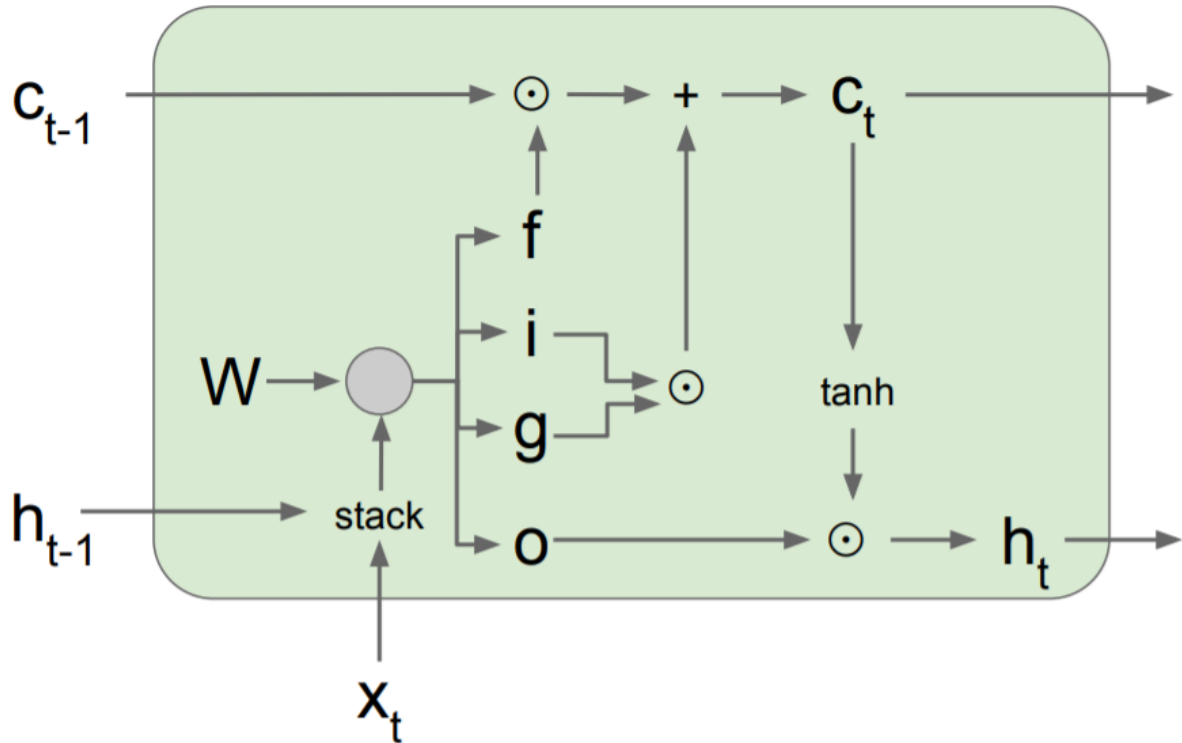 c_{t-1} ⊙ + c_t
f
i
W ⊙ tanh
g
h_{t-1} stack
o ⊙ h_t
x_t